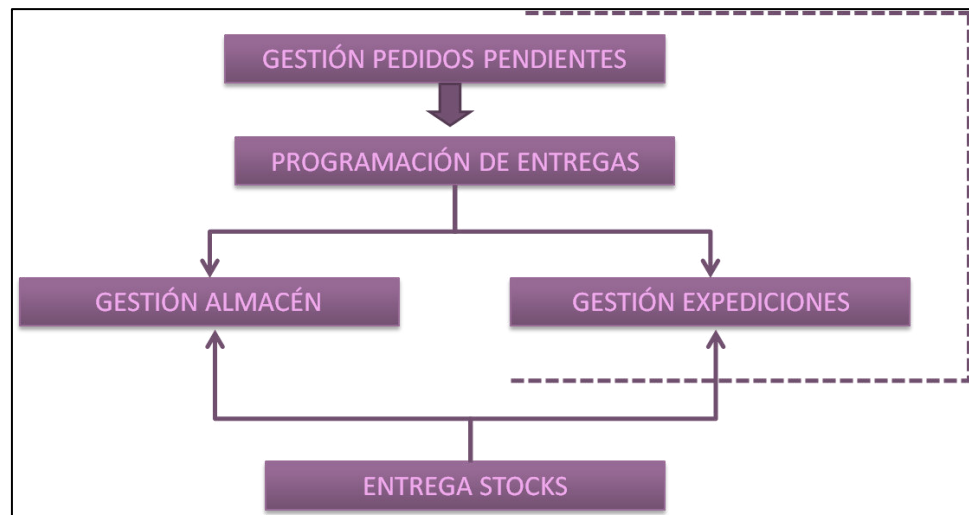 GESTIÓN PEDIDOS PENDIENTES
PROGRAMACIÓN DE ENTREGAS
GESTIÓN ALMACÉN
GESTIÓN EXPEDICIONES
ENTREGA STOCKS